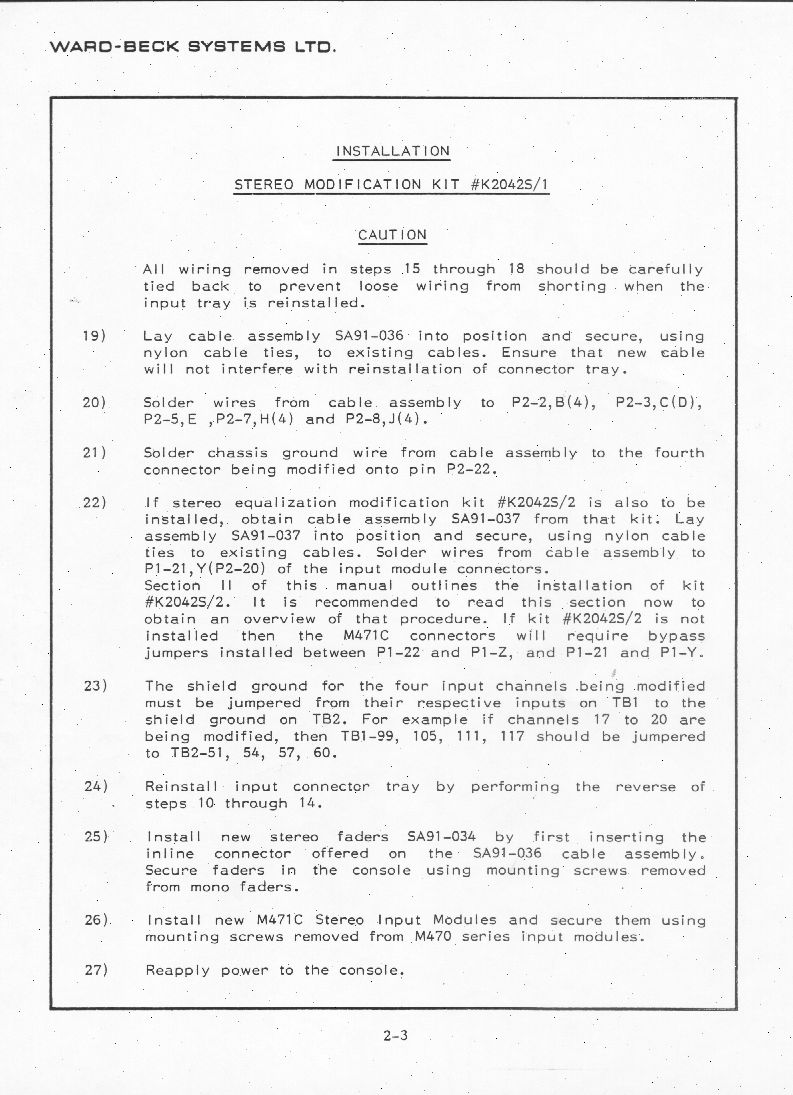 WARD-BECK SYSTEMS LTD.
INSTALLATION
STEREO MODIFICATION KIT #K2042S/1
CAUTION
All wiring removed in steps 15 through 18 should be carefully
tied back to prevent loose wiring from shorting when the
input tray is reinstalled.
19) Lay cable assembly SA91-036 into position and secure, using
nylon cable ties, to existing cables. Ensure that new cable
will not interfere with reinstallation of connector tray.
20) Solder wires from cable assembly to P2-2,B(4), P2-3,C(D),
P2-5,E ,P2-7,H(4) and P2-8,J(4).
21) Solder chassis ground wire from cable assembly to the fourth
connector being modified onto pin P2-22.
22) If stereo equalization modification kit #K2042S/2 is also to be
installed, obtain cable assembly SA91-037 from that kit. Lay
assembly SA91-037 into position and secure, using nylon cable
ties to existing cables. Solder wires from cable assembly to
P1-21,Y(P2-20) of the input module connectors.
Section II of this manual outlines the installation of kit
#K2042S/2. It is recommended to read this section now to
obtain an overview of that procedure. If kit #K2042S/2 is not
installed then the M471C connectors will require bypass
jumpers installed between P1-22 and P1-Z, and P1-21 and P1-Y.
23) The shield ground for the four input channels being modified
must be jumpered from their respective inputs on TB1 to the
shield ground on TB2. For example if channels 17 to 20 are
being modified, then TB1-99, 105, 111, 117 should be jumpered
to TB2-51, 54, 57, 60.
24) Reinstall input connector tray by performing the reverse of
steps 10 through 14.
25) Install new stereo faders SA91-034 by first inserting the
inline connector offered on the SA91-036 cable assembly.
Secure faders in the console using mounting screws removed
from mono faders.
26) Install new M471C Stereo Input Modules and secure them using
mounting screws removed from M470 series input modules.
27) Reapply power to the console.
2-3